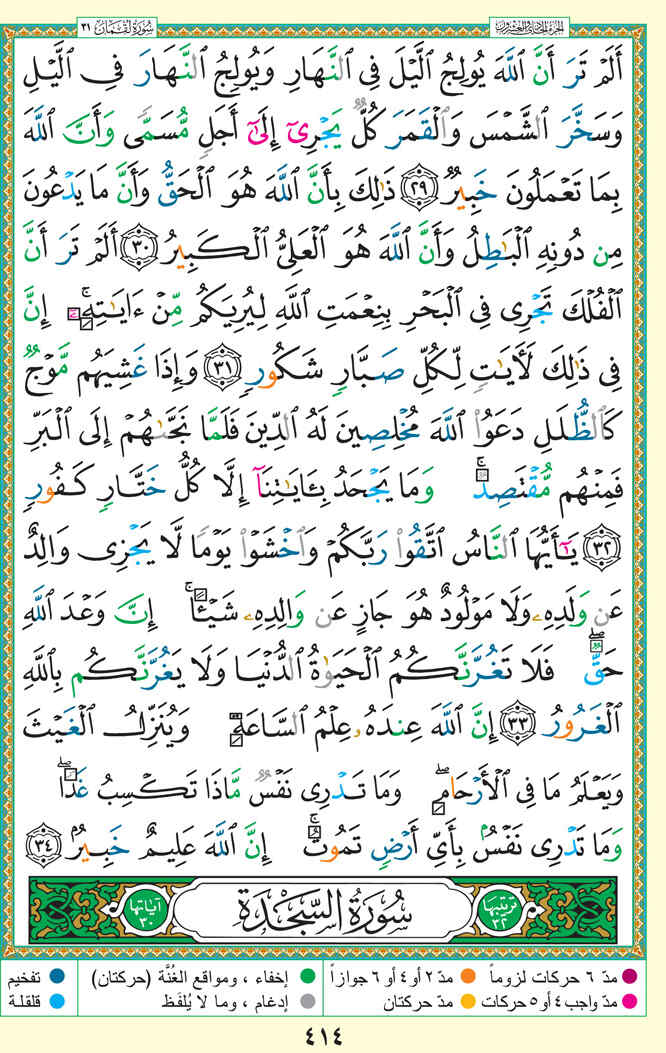 سُورَةُ لُقْمَان ٣١
الجزء الحادي والعشرون
أَلَمْ تَرَ أَنَّ ٱللَّهَ يُولِجُ ٱلَّيْلَ فِى ٱلنَّهَارِ وَيُولِجُ ٱلنَّهَارَ فِى ٱلَّيْلِ
وَسَخَّرَ ٱلشَّمْسَ وَٱلْقَمَرَ كُلٌّ يَجْرِىٓ إِلَىٰٓ أَجَلٍ مُّسَمًّى وَأَنَّ ٱللَّهَ
بِمَا تَعْمَلُونَ خَبِيرٌ ٢٩ ذَٰلِكَ بِأَنَّ ٱللَّهَ هُوَ ٱلْحَقُّ وَأَنَّ مَا يَدْعُونَ
مِن دُونِهِ ٱلْبَٰطِلُ وَأَنَّ ٱللَّهَ هُوَ ٱلْعَلِىُّ ٱلْكَبِيرُ ٣٠ أَلَمْ تَرَ أَنَّ
ٱلْفُلْكَ تَجْرِى فِى ٱلْبَحْرِ بِنِعْمَتِ ٱللَّهِ لِيُرِيَكُم مِّنْ ءَايَٰتِهِۦٓ إِنَّ
فِى ذَٰلِكَ لَءَايَٰتٍ لِّكُلِّ صَبَّارٍ شَكُورٍ ٣١ وَإِذَا غَشِيَهُم مَّوْجٌ
كَٱلظُّلَلِ دَعَوُا۟ ٱللَّهَ مُخْلِصِينَ لَهُ ٱلدِّينَ فَلَمَّا نَجَّىٰهُمْ إِلَى ٱلْبَرِّ
فَمِنْهُم مُّقْتَصِدٌ وَمَا يَجْحَدُ بِـَٔايَٰتِنَآ إِلَّا كُلُّ خَتَّارٍ كَفُورٍ
٣٢ يَٰٓأَيُّهَا ٱلنَّاسُ ٱتَّقُوا۟ رَبَّكُمْ وَٱخْشَوْا۟ يَوْمًا لَّا يَجْزِى وَالِدٌ
عَن وَلَدِهِۦ وَلَا مَوْلُودٌ هُوَ جَازٍ عَن وَالِدِهِۦ شَيْـًٔا إِنَّ وَعْدَ ٱللَّهِ
حَقٌّ فَلَا تَغُرَّنَّكُمُ ٱلْحَيَوٰةُ ٱلدُّنْيَا وَلَا يَغُرَّنَّكُم بِٱللَّهِ
ٱلْغَرُورُ ٣٣ إِنَّ ٱللَّهَ عِندَهُۥ عِلْمُ ٱلسَّاعَةِ وَيُنَزِّلُ ٱلْغَيْثَ
وَيَعْلَمُ مَا فِى ٱلْأَرْحَامِ وَمَا تَدْرِى نَفْسٌ مَّاذَا تَكْسِبُ غَدًا
وَمَا تَدْرِى نَفْسٌۢ بِأَىِّ أَرْضٍ تَمُوتُ إِنَّ ٱللَّهَ عَلِيمٌ خَبِيرٌۢ ٣٤
ترتيبها ٣٢ سُورَةُ السَّجْدَةِ آياتها ٣٠
مدّ ٦ حركات لزوماً مدّ ٢ أو ٤ أو ٦ جوازاً إخفاء ، ومواقع الغُنَّة (حركتان) تفخيم
مدّ واجب ٤ أو ٥ حركات مدّ حركتان إدغام ، وما لا يُلفَظ قلقلة
٤١٤